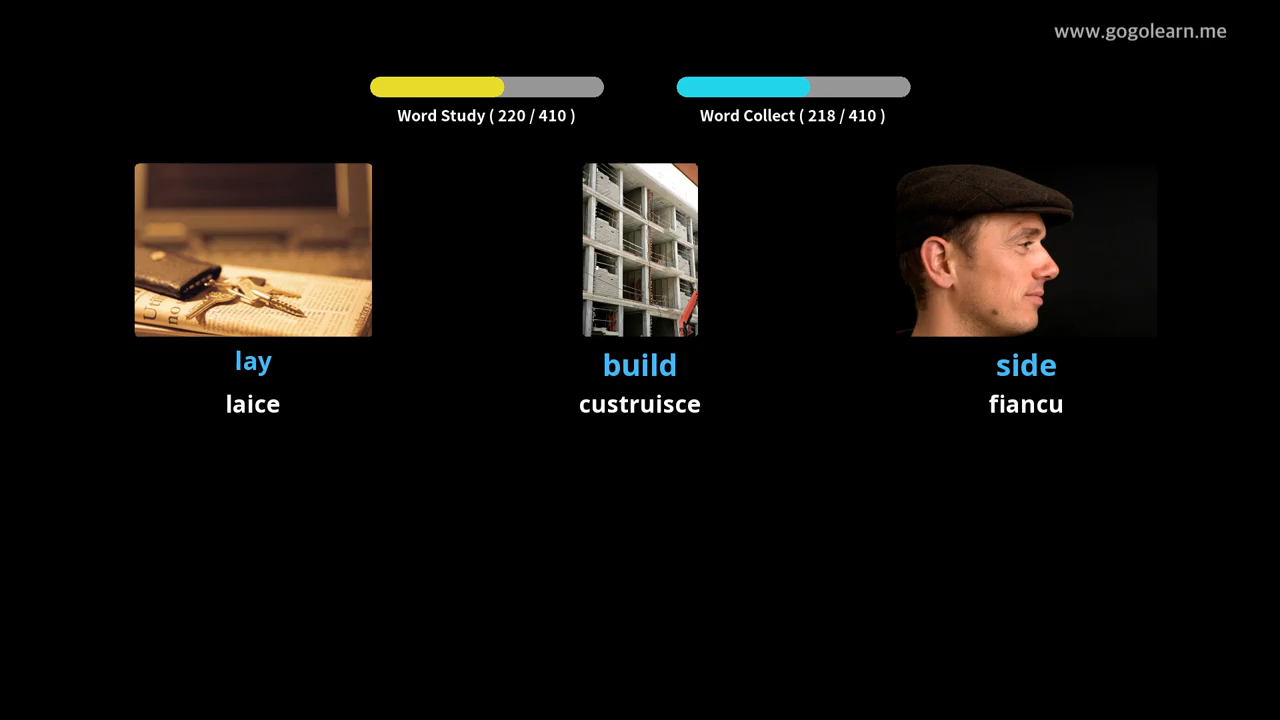 www.gogolearn.me
Word Study ( 220 / 410 )
Word Collect ( 218 / 410 )
lay
laice
build
custruisce
side
fiancu